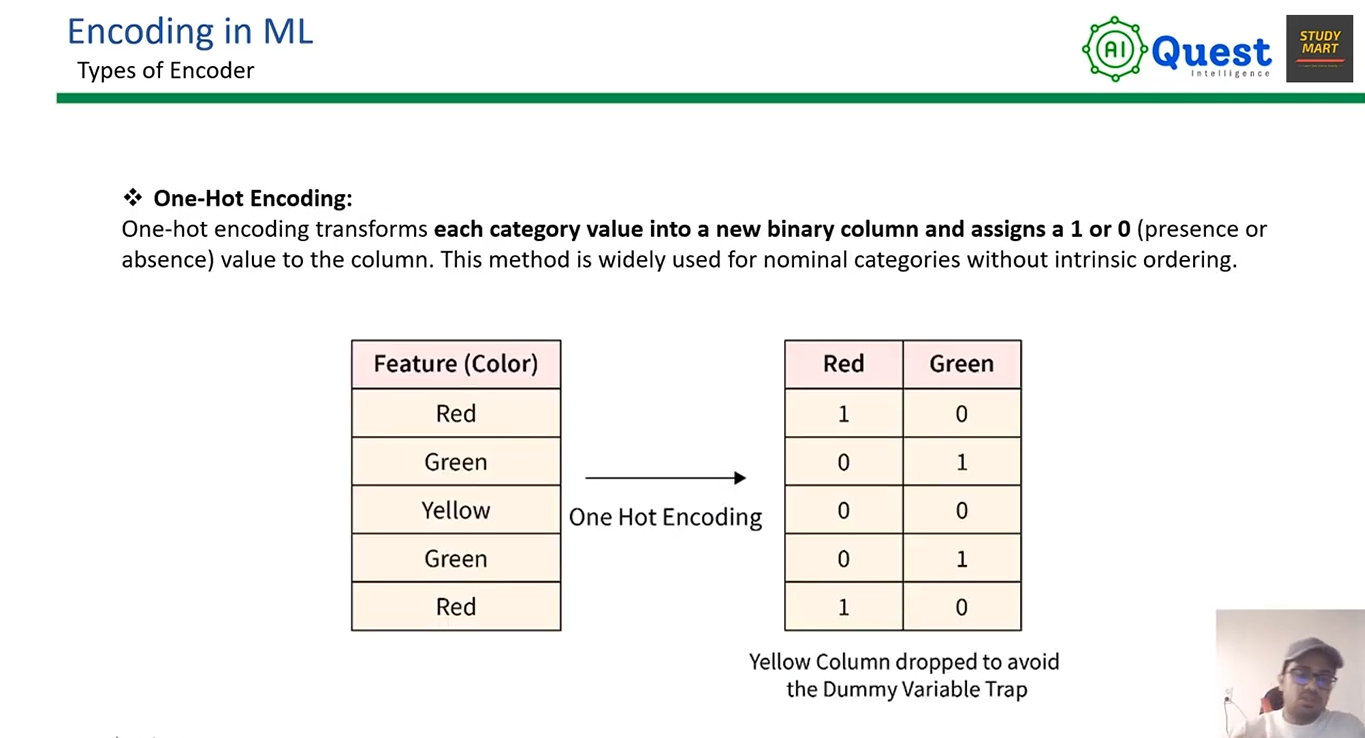 Encoding in ML
Types of Encoder
AI Quest
Intelligence
STUDY
MART
❖ One-Hot Encoding:
One-hot encoding transforms each category value into a new binary column and assigns a 1 or 0 (presence or
absence) value to the column. This method is widely used for nominal categories without intrinsic ordering.
Feature (Color)
Red
Green
Yellow
Green
Red
One Hot Encoding
Red Green
1 0
0 1
0 0
0 1
1 0
Yellow Column dropped to avoid
the Dummy Variable Trap